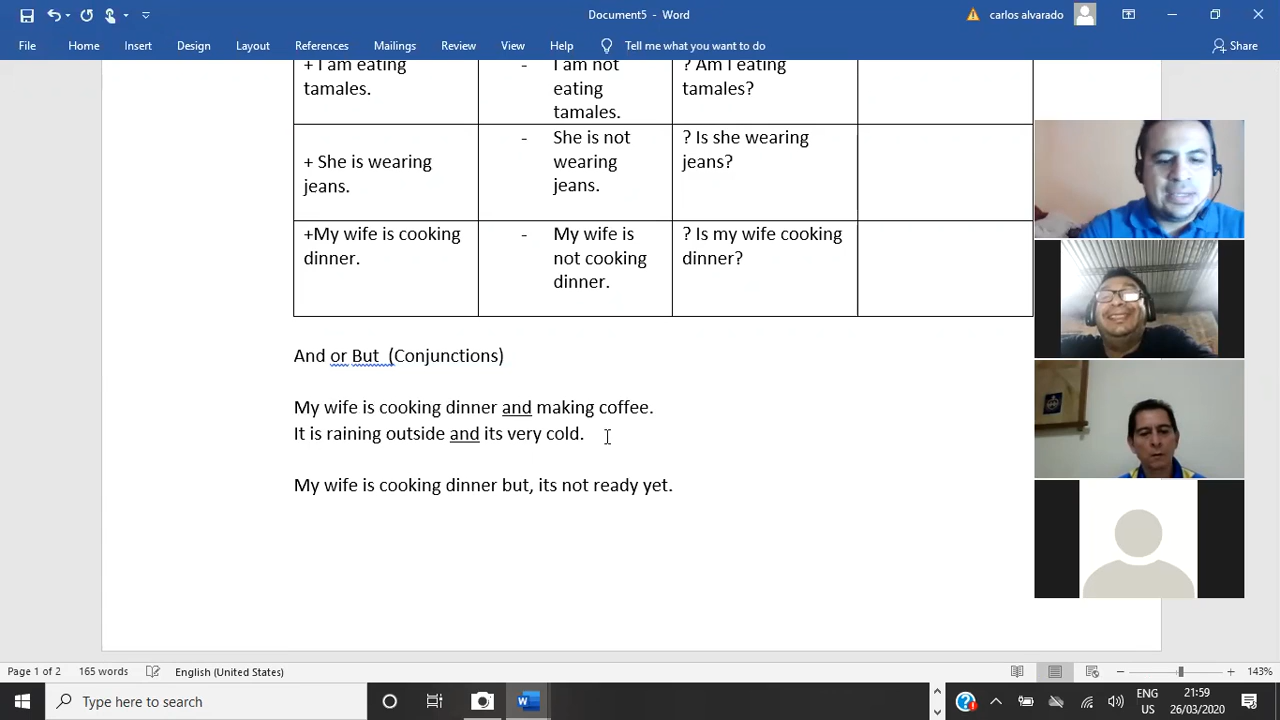 Document5 - Word
carlos alvarado
File Home Insert Design Layout References Mailings Review View Help Tell me what you want to do Share
+ I am eating tamales.
- I am not eating tamales.
? Am I eating tamales?
+ She is wearing jeans.
- She is not wearing jeans.
? Is she wearing jeans?
+My wife is cooking dinner.
- My wife is not cooking dinner.
? Is my wife cooking dinner?
And or But (Conjunctions)
My wife is cooking dinner and making coffee.
It is raining outside and its very cold.
My wife is cooking dinner but, its not ready yet.
Page 1 of 2 165 words English (United States) 143%
Type here to search
ENG 21:59
US 26/03/2020